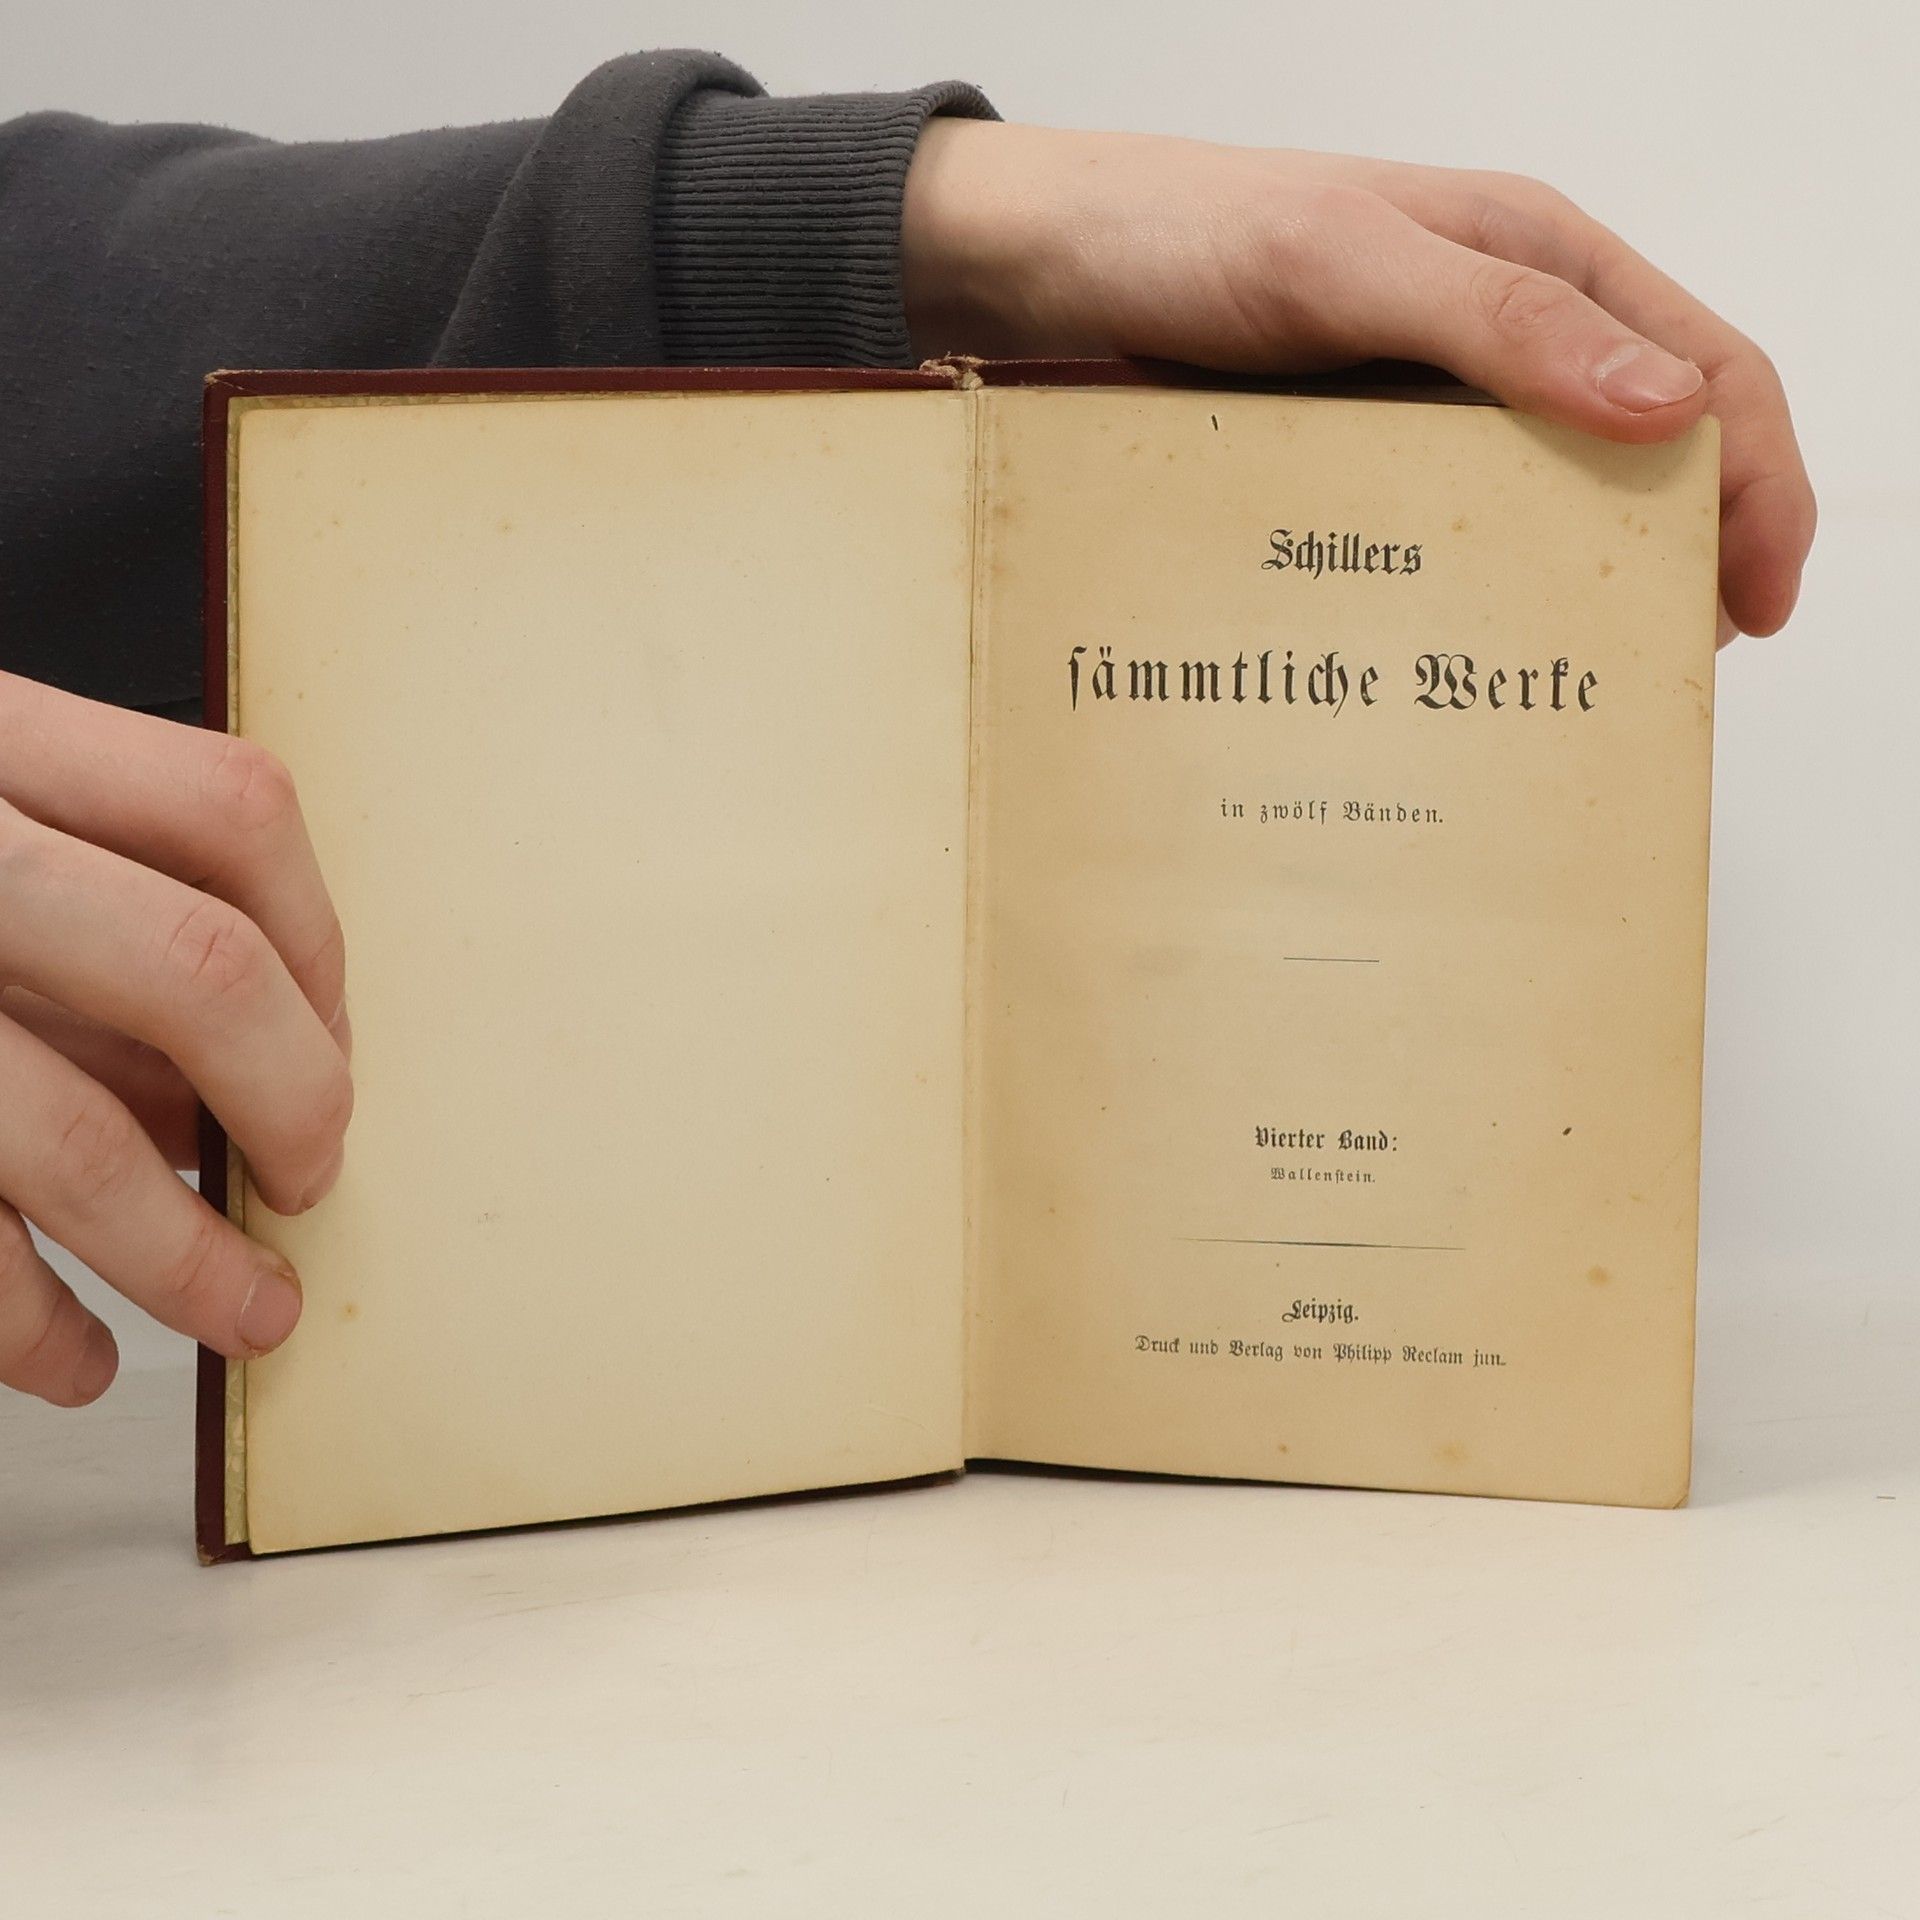 Schillers
sämmtliche Werke
in zwölf Bänden.
Vierter Band:
Wallenstein.
Leipzig.
Druck und Verlag von Philipp Reclam jun.